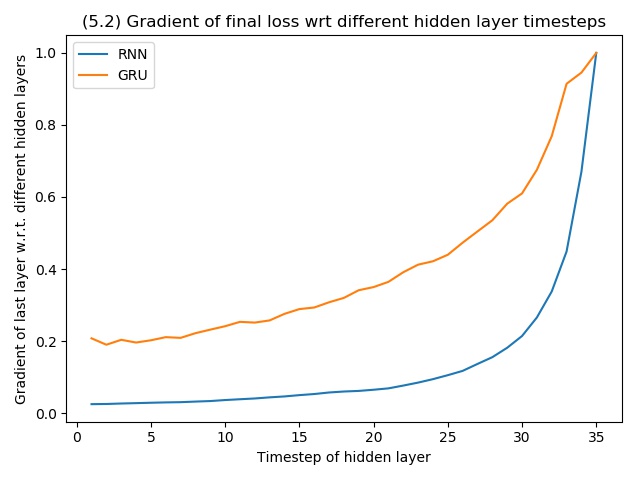 (5.2) Gradient of final loss wrt different hidden layer timesteps
RNN
GRU
Gradient of last layer w.r.t. different hidden layers
1.0
0.8
0.6
0.4
0.2
0.0
0 5 10 15 20 25 30 35
Timestep of hidden layer